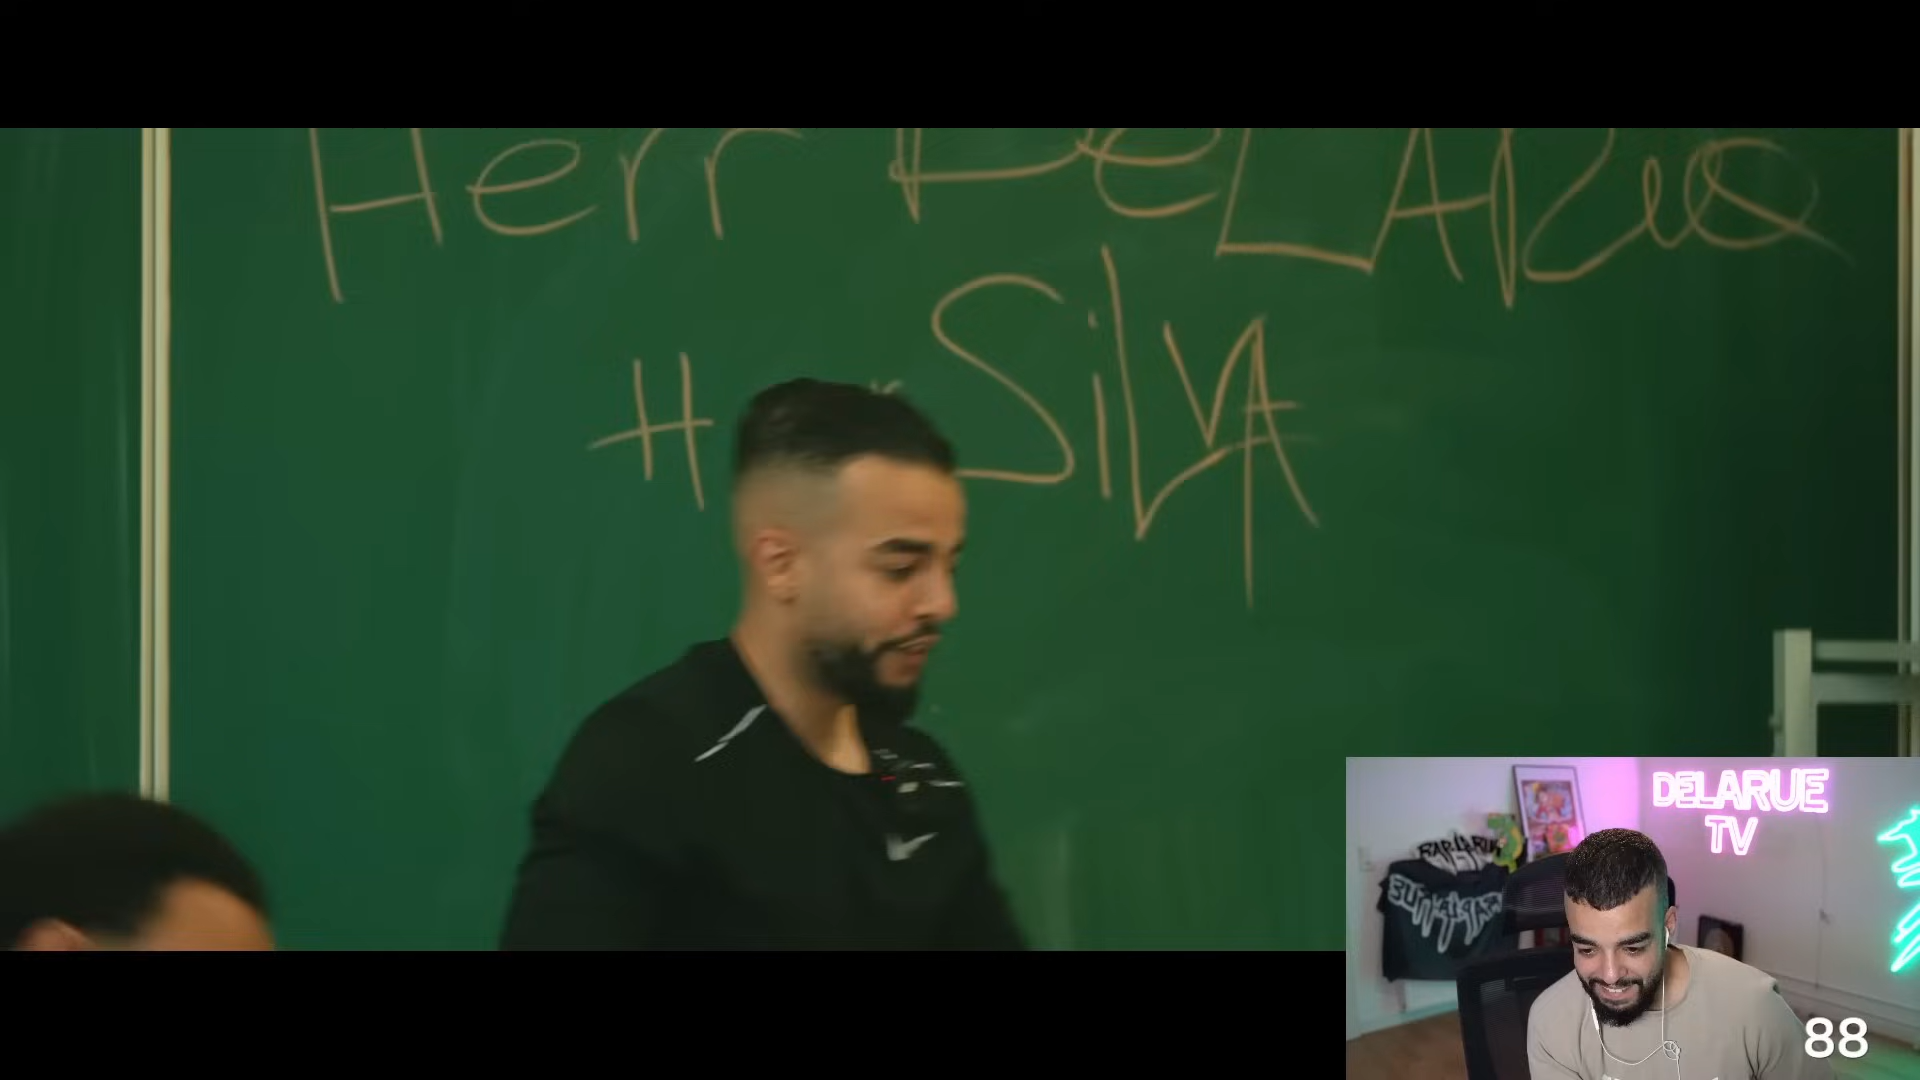 Herr DeLARue
H r SiLVA
DELARUE
TV
88